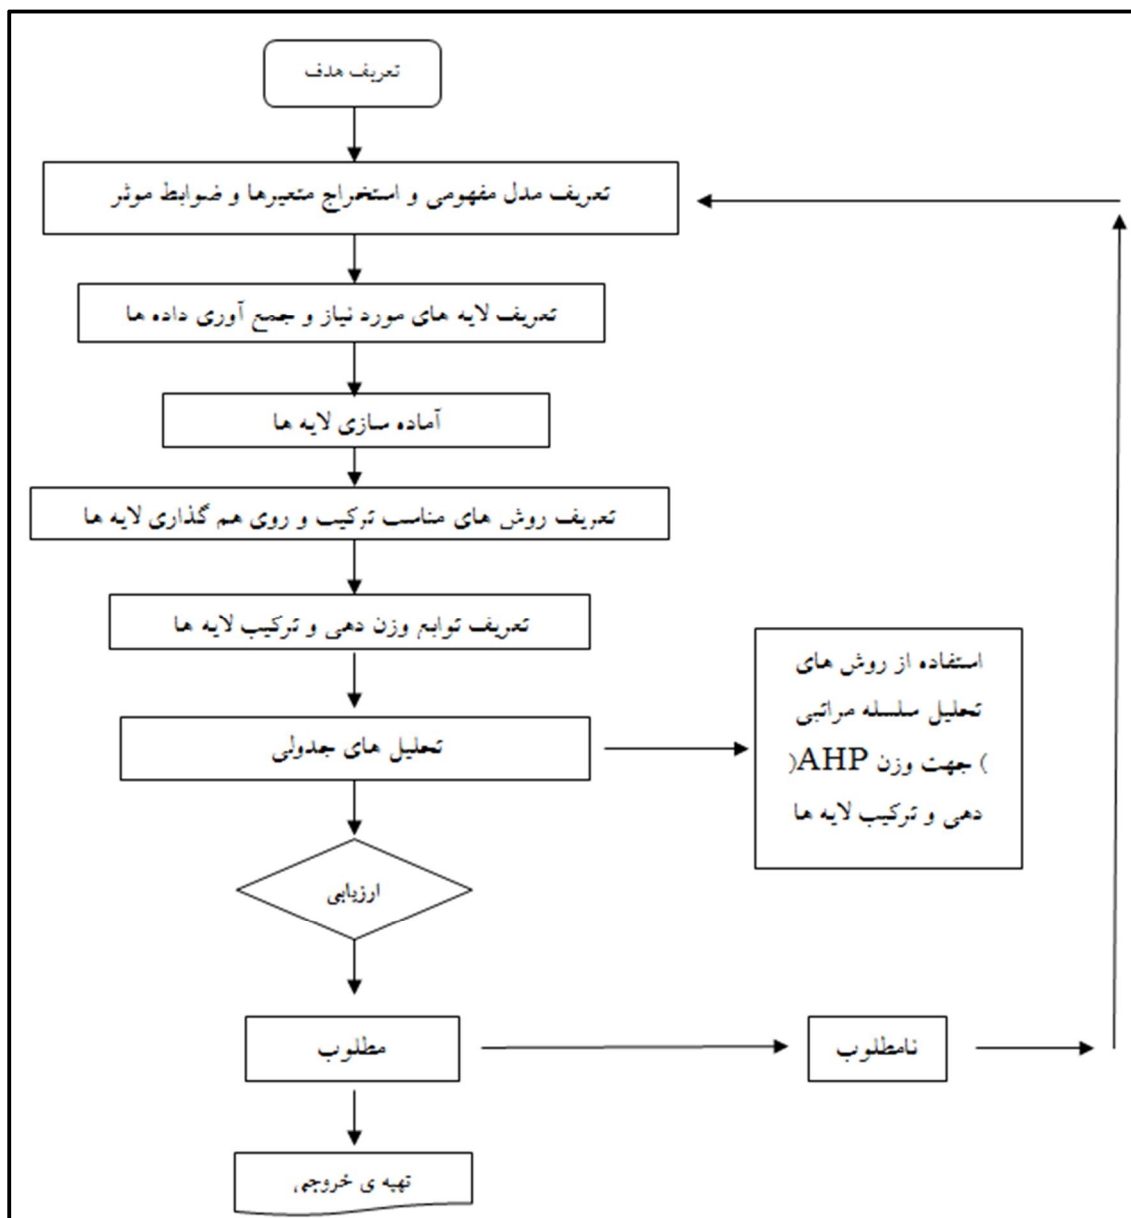 تعریف هدف
تعریف مدل مفهومی و استخراج متعیرها و ضوابط موثر
تعریف لایه های مورد نیاز و جمع آوری داده ها
آماده سازی لایه ها
تعریف روش های مناسب ترکیب و روی هم گذاری لایه ها
تعریف توابع وزن دهی و ترکیب لایه ها
تحلیل های جدولی
استفاده از روش های
تحلیل سلسله مراتبی
)AHP( جهت وزن
دهی و ترکیب لایه ها
ارزیابی
مطلوب
نامطلوب
تهیه ی خروجی